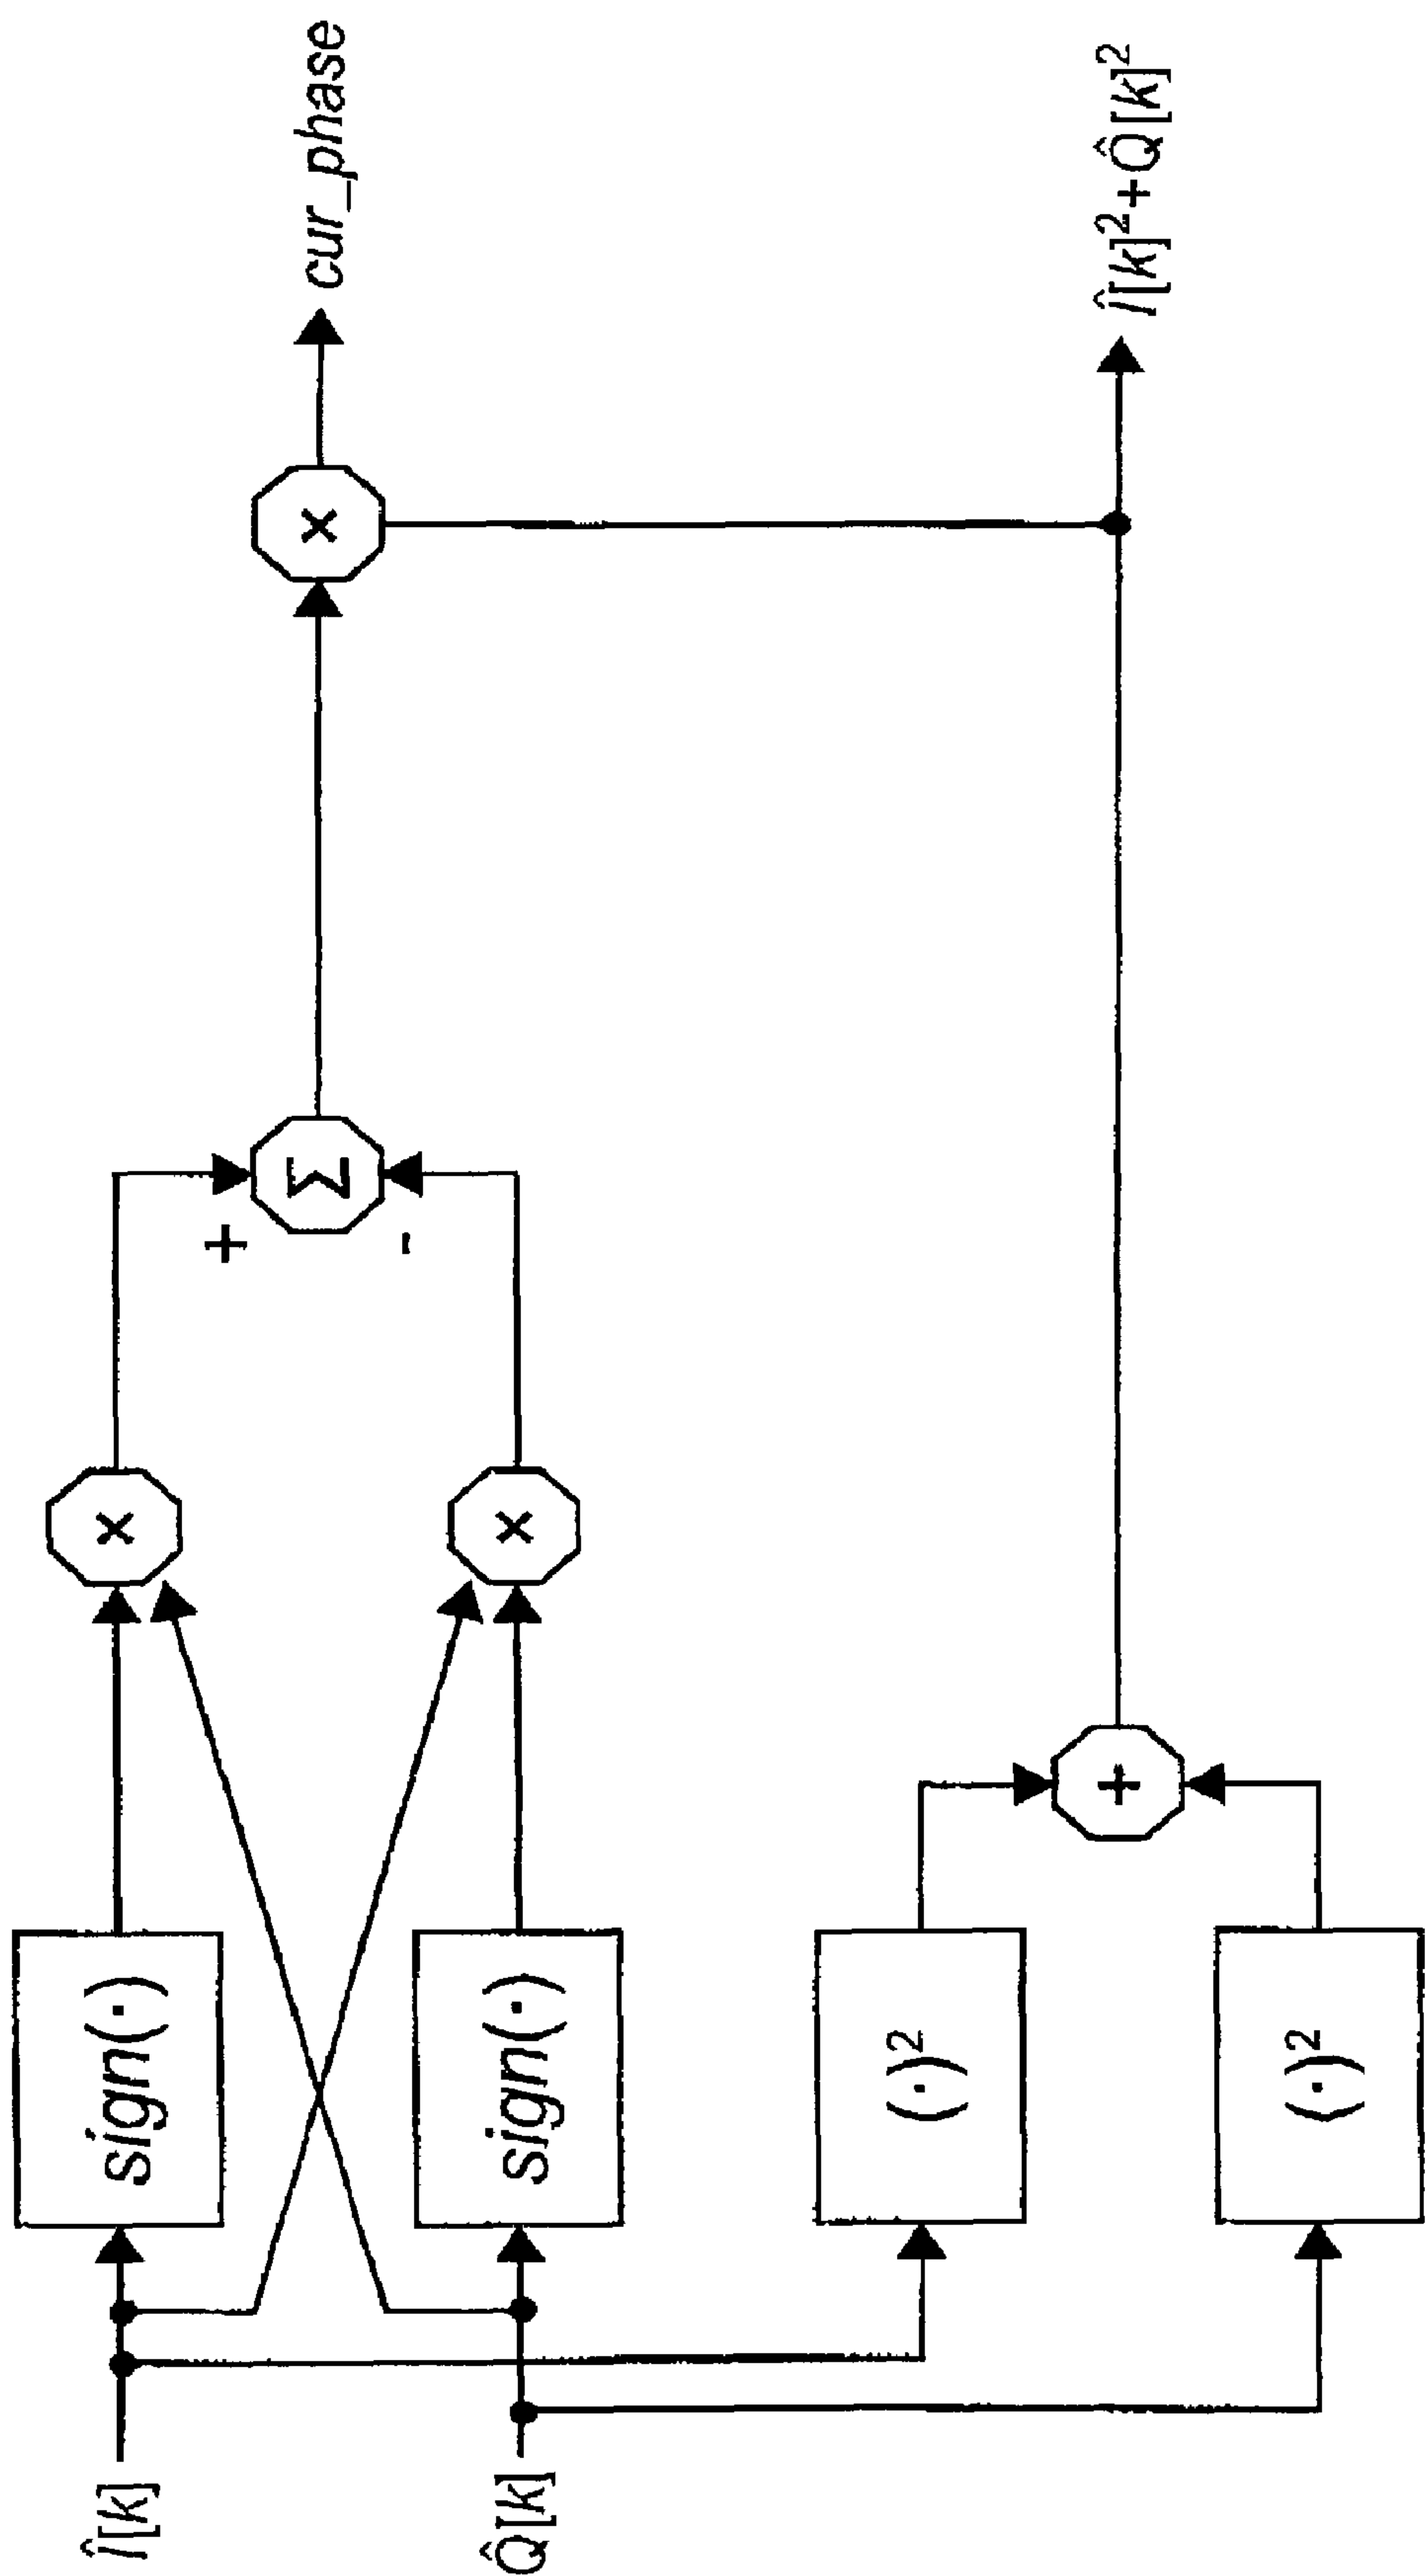 Î[k]
sign(·)
×
+
Σ
×
cur_phase
Q̂[k]
sign(·)
×
-
(·)²
+
Î[k]²+Q̂[k]²
(·)²